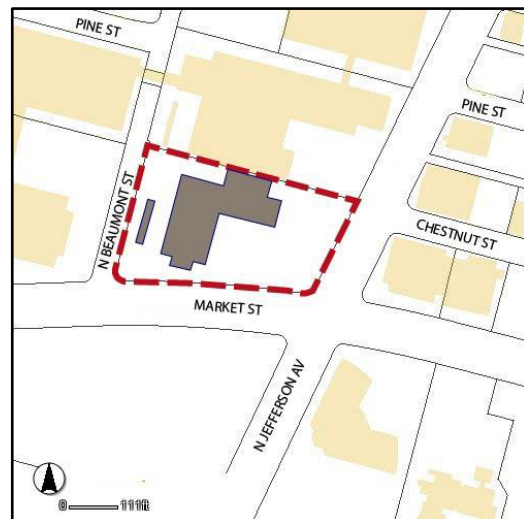 PINE ST
PINE ST
N BEAUMONT ST
CHESTNUT ST
MARKET ST
N JEFFERSON AV
0 111ft